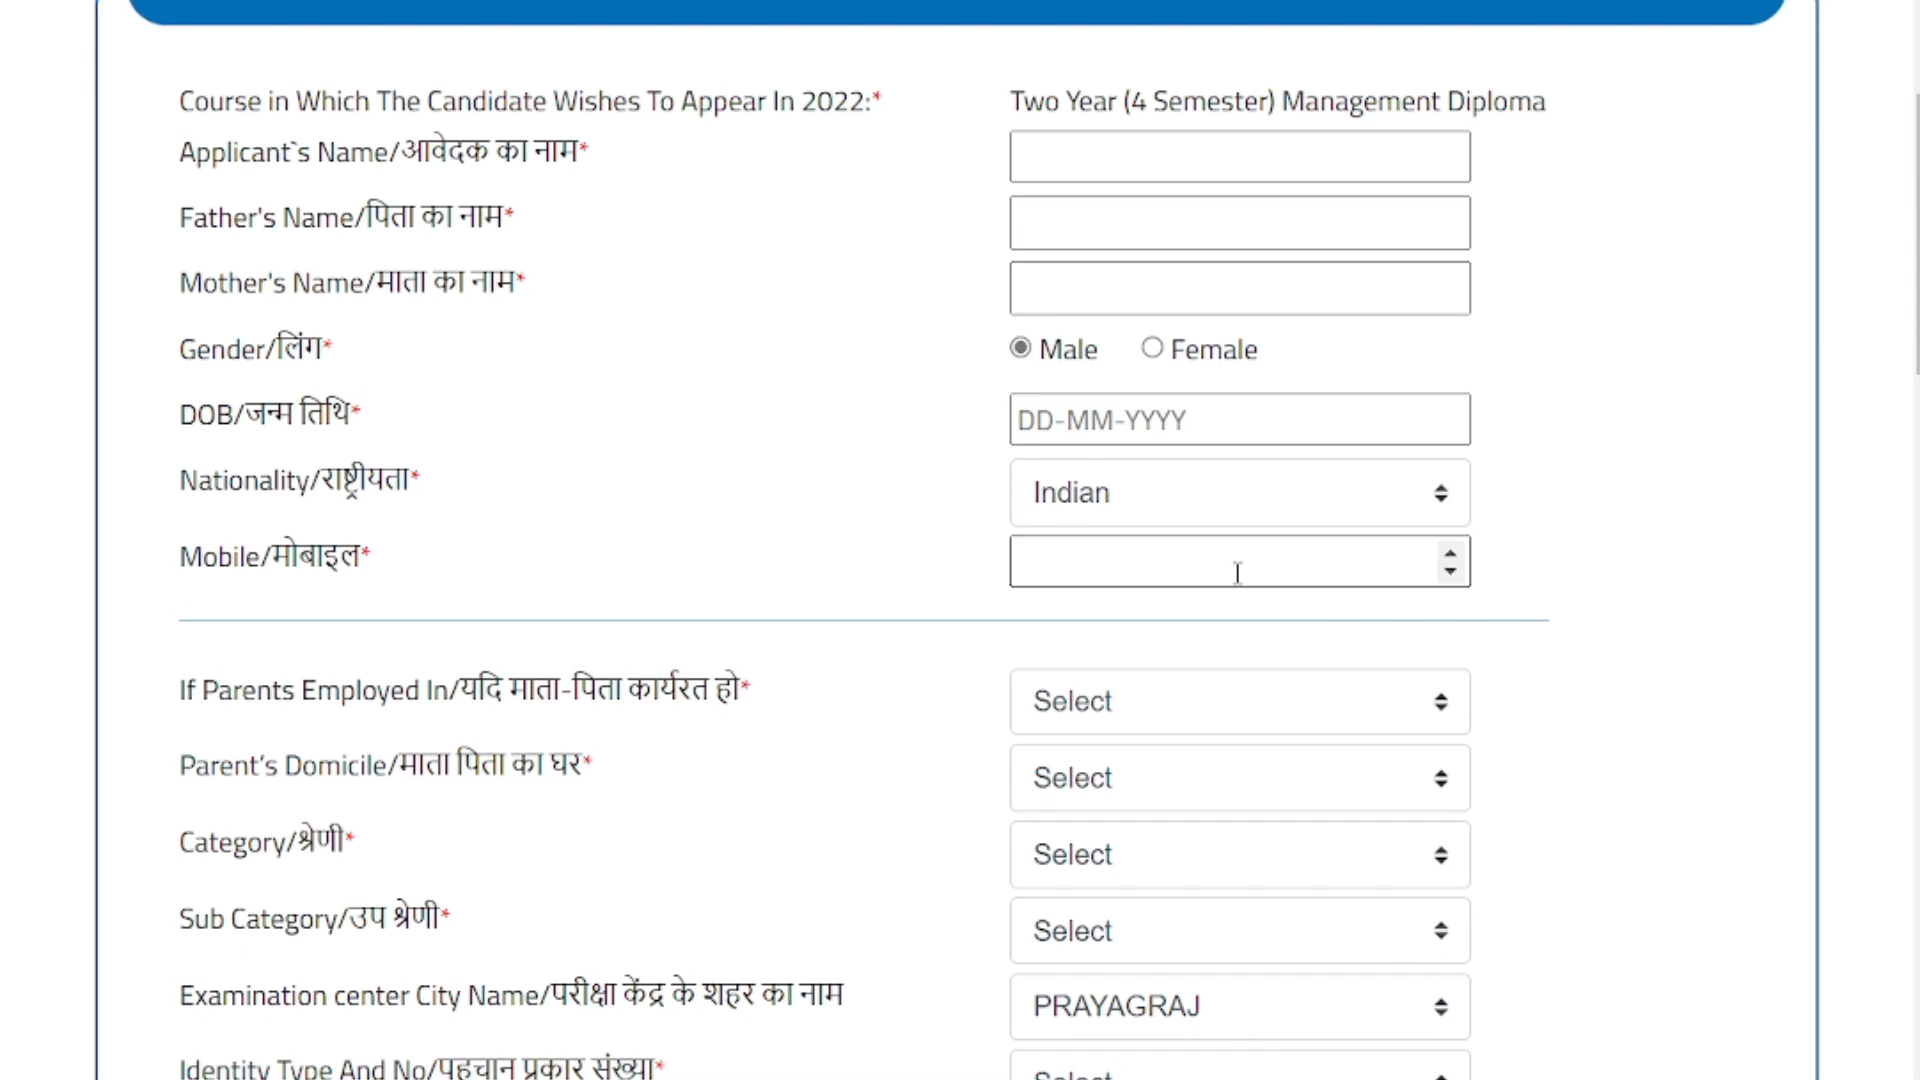 Course in Which The Candidate Wishes To Appear In 2022:* Two Year (4 Semester) Management Diploma
Applicant`s Name/आवेदक का नाम*
Father's Name/पिता का नाम*
Mother's Name/माता का नाम*
Gender/लिंग* Male Female
DOB/जन्म तिथि* DD-MM-YYYY
Nationality/राष्ट्रीयता* Indian
Mobile/मोबाइल*
If Parents Employed In/यदि माता-पिता कार्यरत हो* Select
Parent’s Domicile/माता पिता का घर* Select
Category/श्रेणी* Select
Sub Category/उप श्रेणी* Select
Examination center City Name/परीक्षा केंद्र के शहर का नाम PRAYAGRAJ
Identity Type And No/पहचान प्रकार संख्या* Select